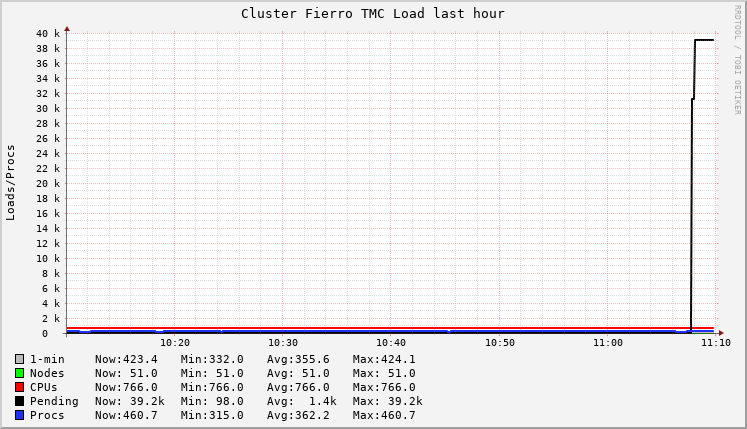 Cluster Fierro TMC Load last hour
RRDTOOL / TOBI OETIKER
Loads/Procs
40 k
38 k
36 k
34 k
32 k
30 k
28 k
26 k
24 k
22 k
20 k
18 k
16 k
14 k
12 k
10 k
8 k
6 k
4 k
2 k
0
10:20 10:30 10:40 10:50 11:00 11:10
1-min Now:423.4 Min:332.0 Avg:355.6 Max:424.1
Nodes Now: 51.0 Min: 51.0 Avg: 51.0 Max: 51.0
CPUs Now:766.0 Min:766.0 Avg:766.0 Max:766.0
Pending Now: 39.2k Min: 98.0 Avg: 1.4k Max: 39.2k
Procs Now:460.7 Min:315.0 Avg:362.2 Max:460.7